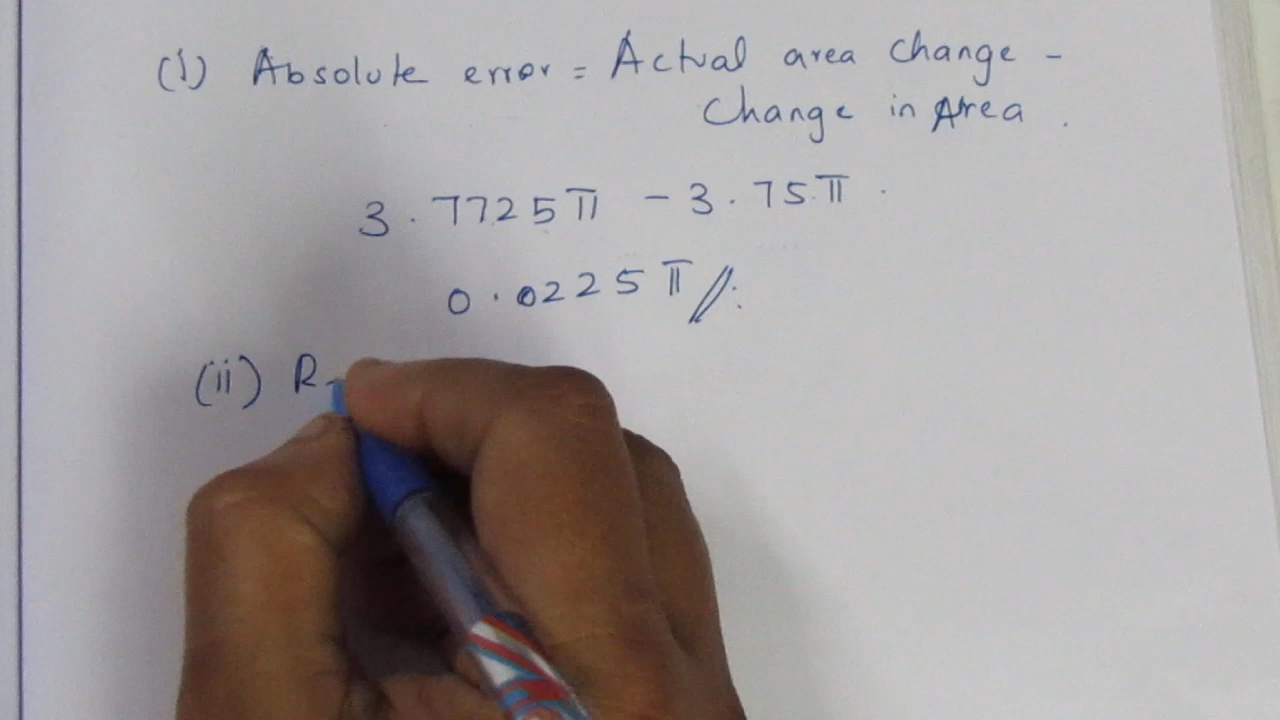 (i) Absolute error = Actual area change -
Change in Area.
3.7725π - 3.75π.
0.0225π //.
(ii) R